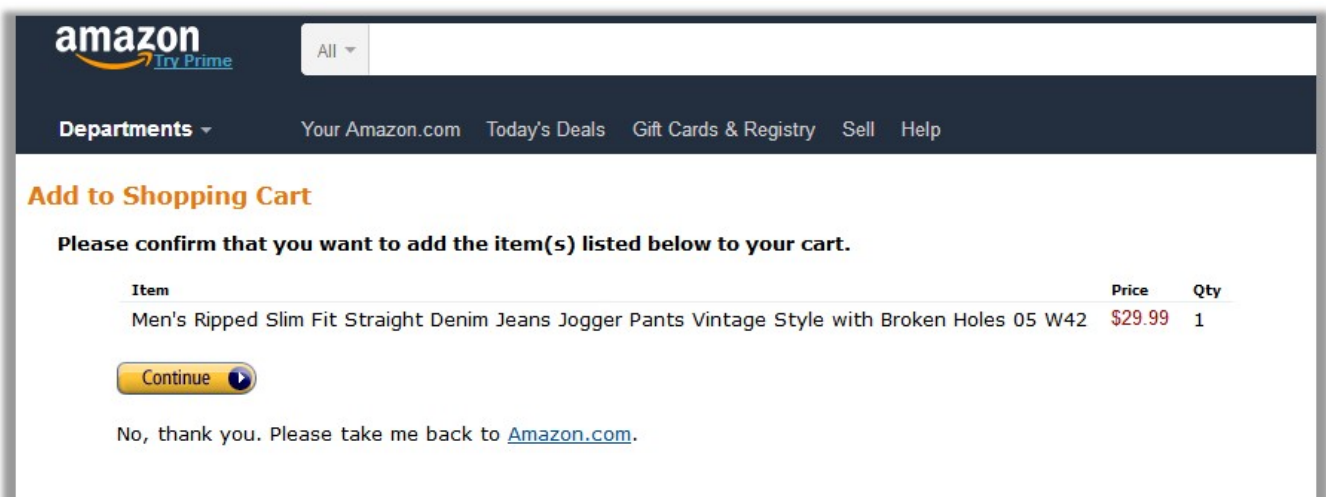 amazon
Try Prime
All
Departments Your Amazon.com Today's Deals Gift Cards & Registry Sell Help
Add to Shopping Cart
Please confirm that you want to add the item(s) listed below to your cart.
Item Price Qty
Men's Ripped Slim Fit Straight Denim Jeans Jogger Pants Vintage Style with Broken Holes 05 W42 $29.99 1
Continue
No, thank you. Please take me back to Amazon.com.